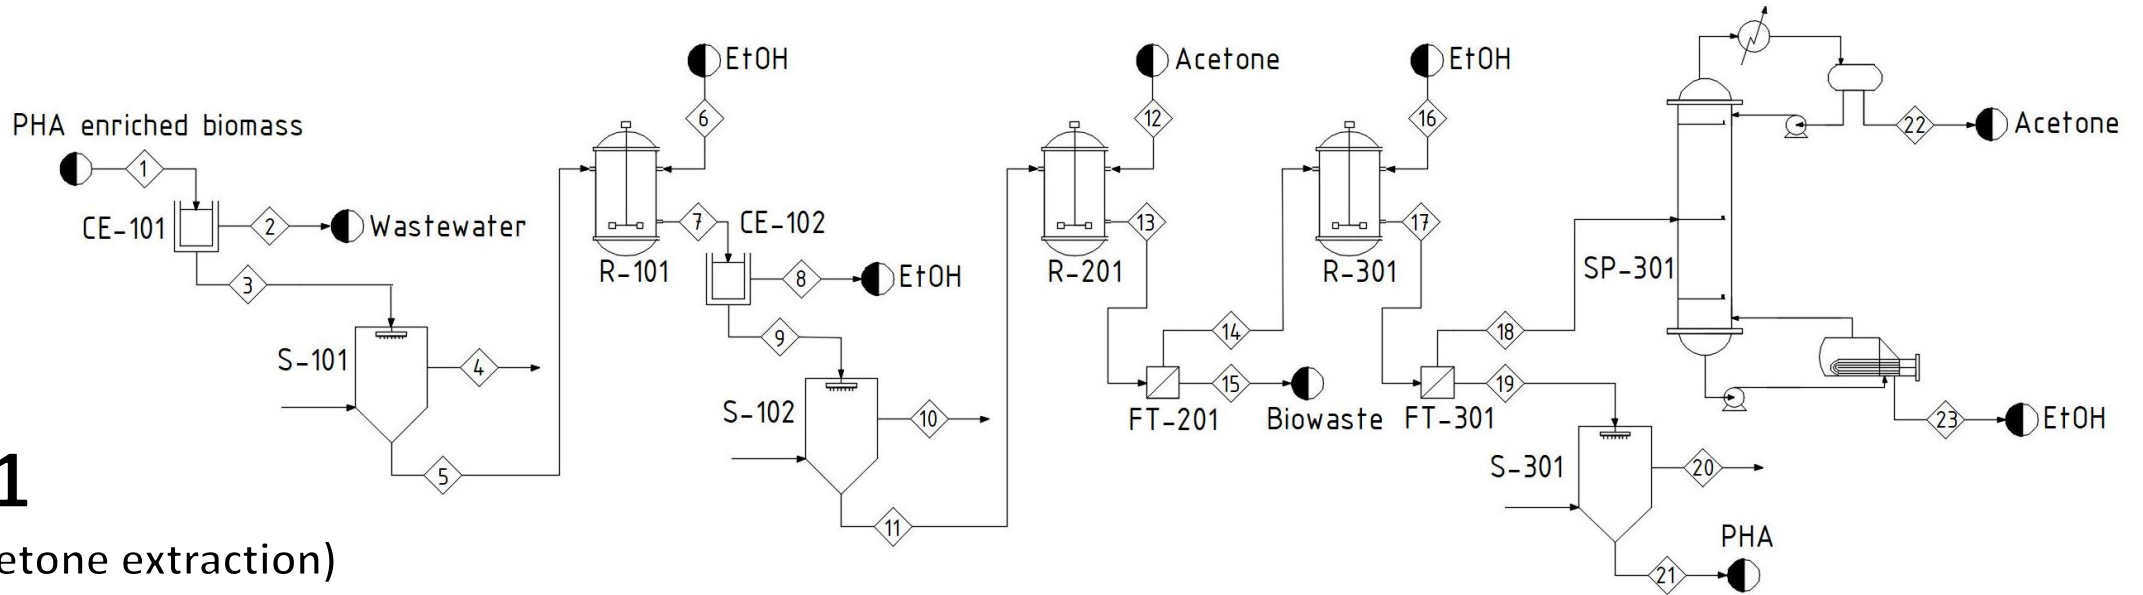 PHA enriched biomass
1
CE-101
2
Wastewater
3
S-101
4
5
EtOH
6
R-101
7
CE-102
8
EtOH
9
S-102
10
11
Acetone
12
R-201
13
14
15
FT-201
Biowaste
EtOH
16
R-301
17
18
19
FT-301
SP-301
22
Acetone
23
EtOH
S-301
20
21
PHA
1
etone extraction)